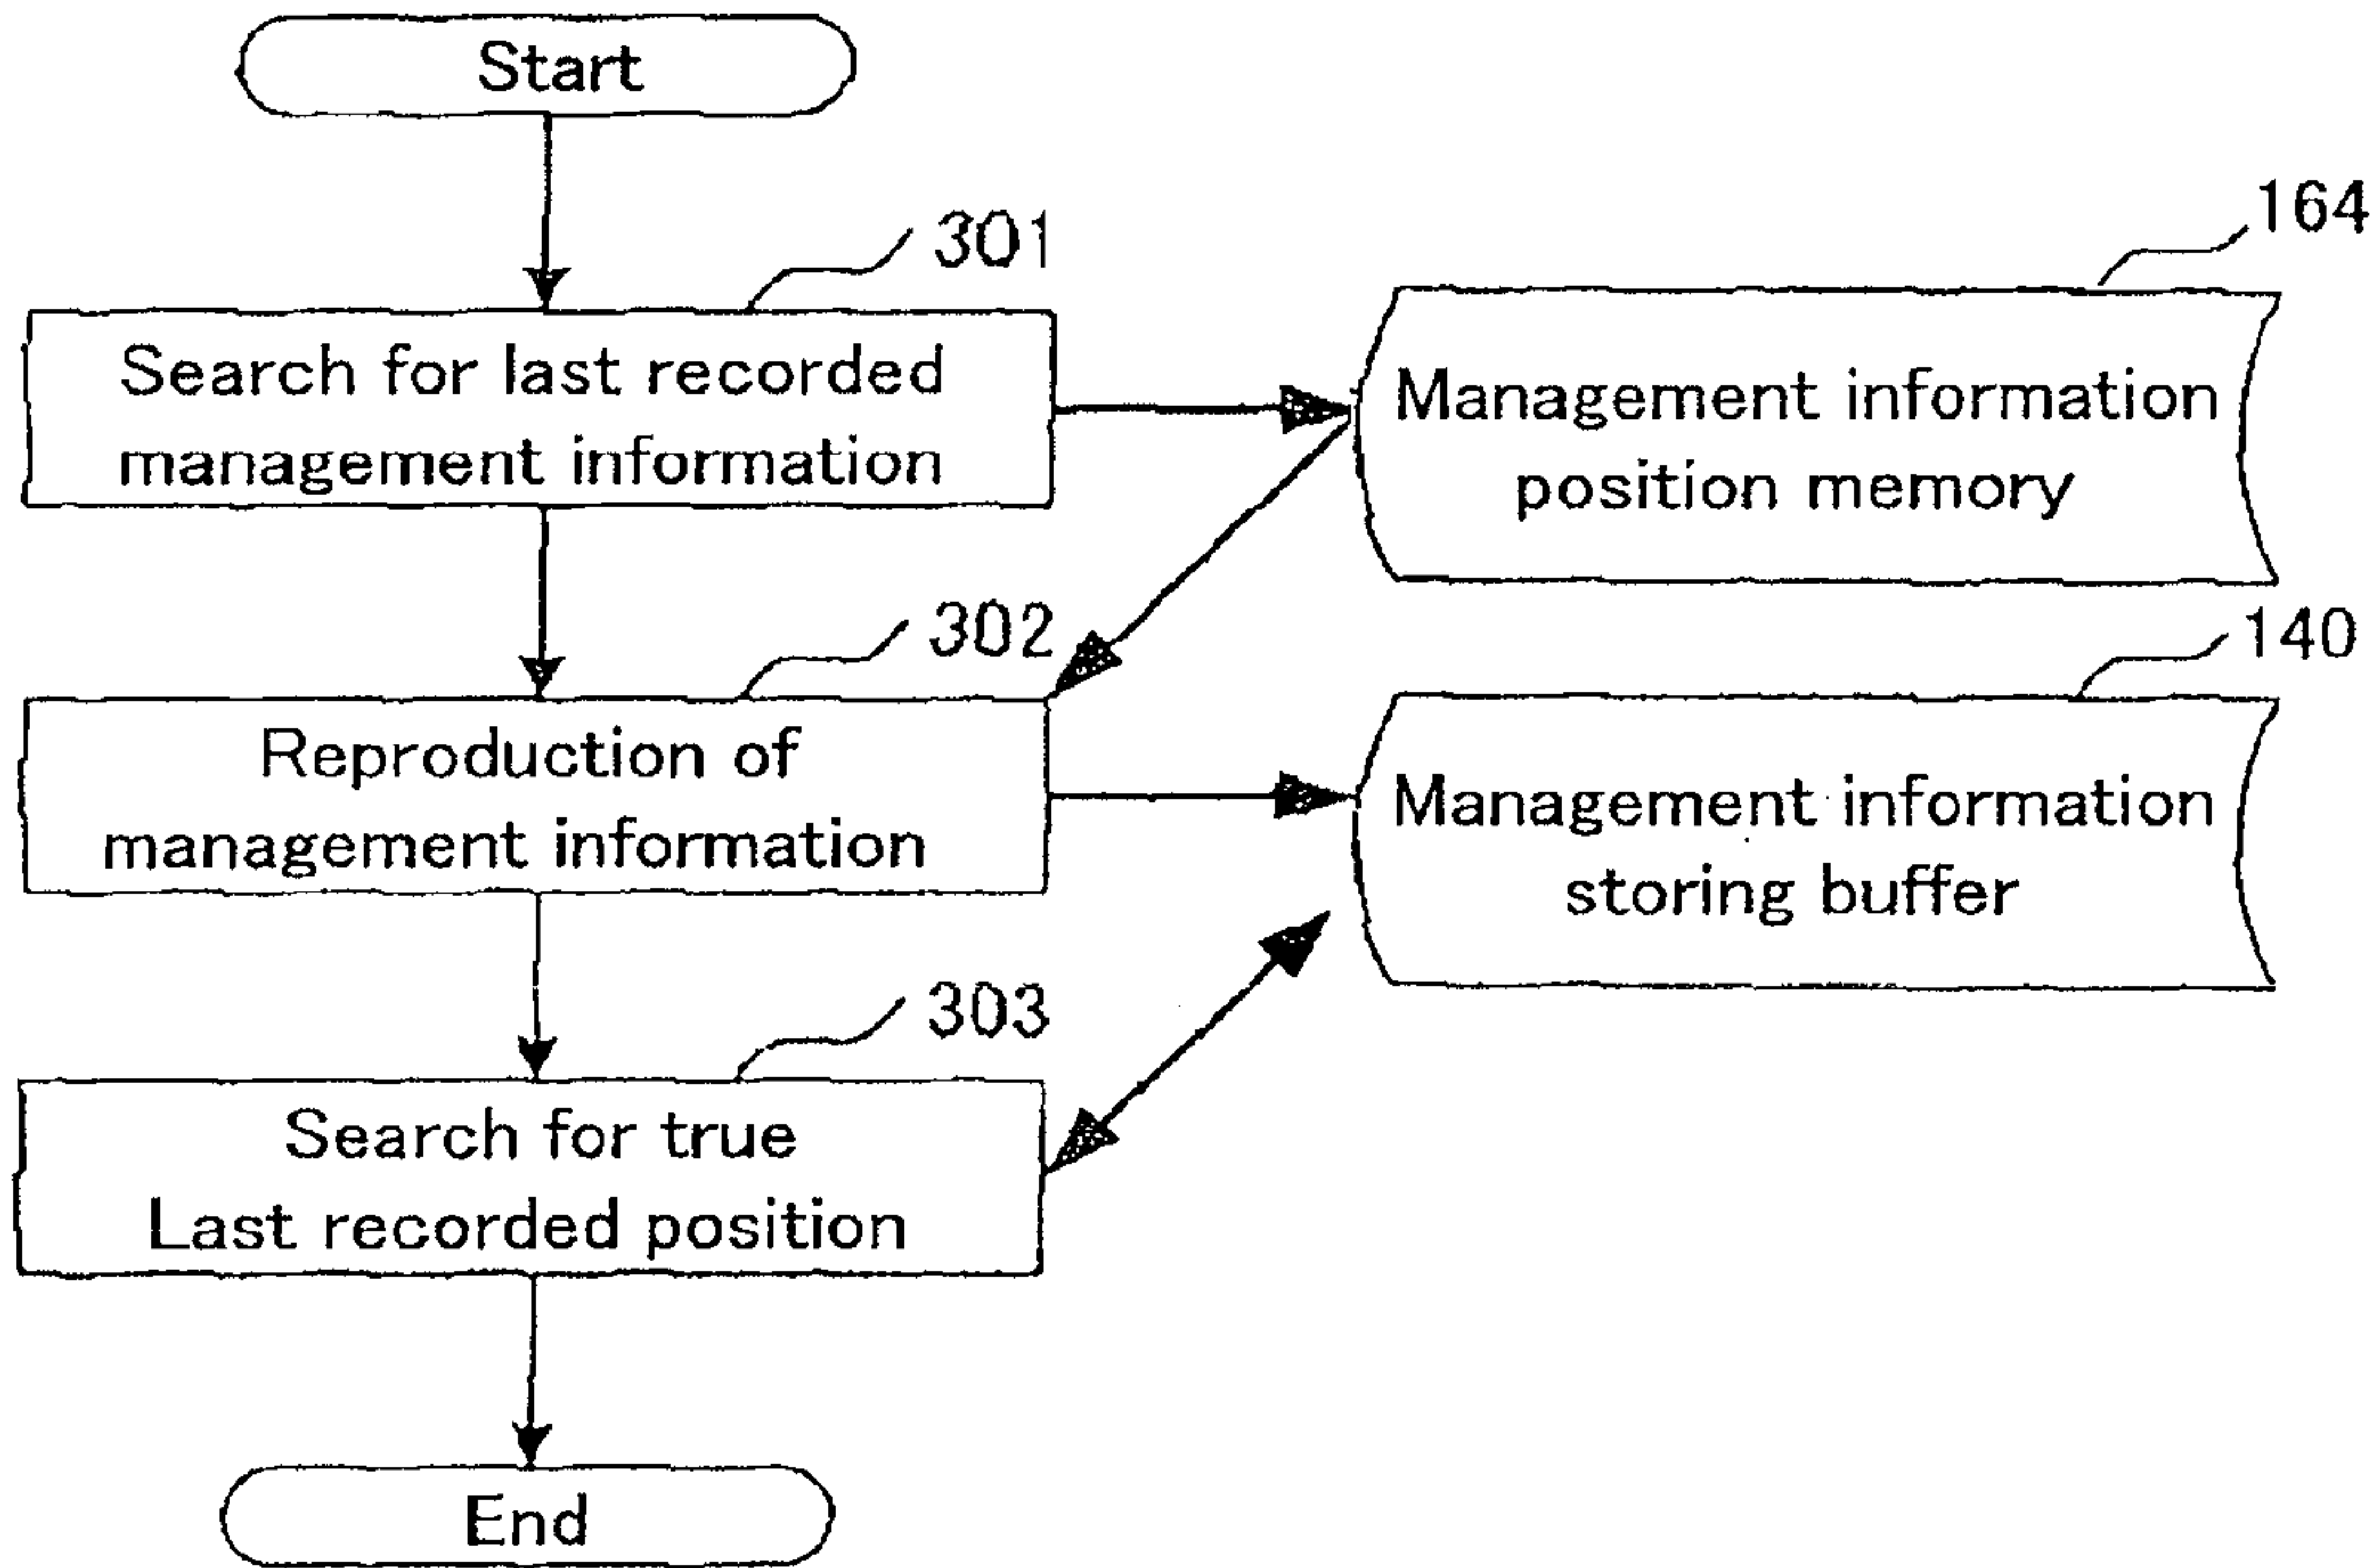 Start
301
Search for last recorded
management information
164
Management information
position memory
302
Reproduction of
management information
140
Management information
storing buffer
303
Search for true
Last recorded position
End